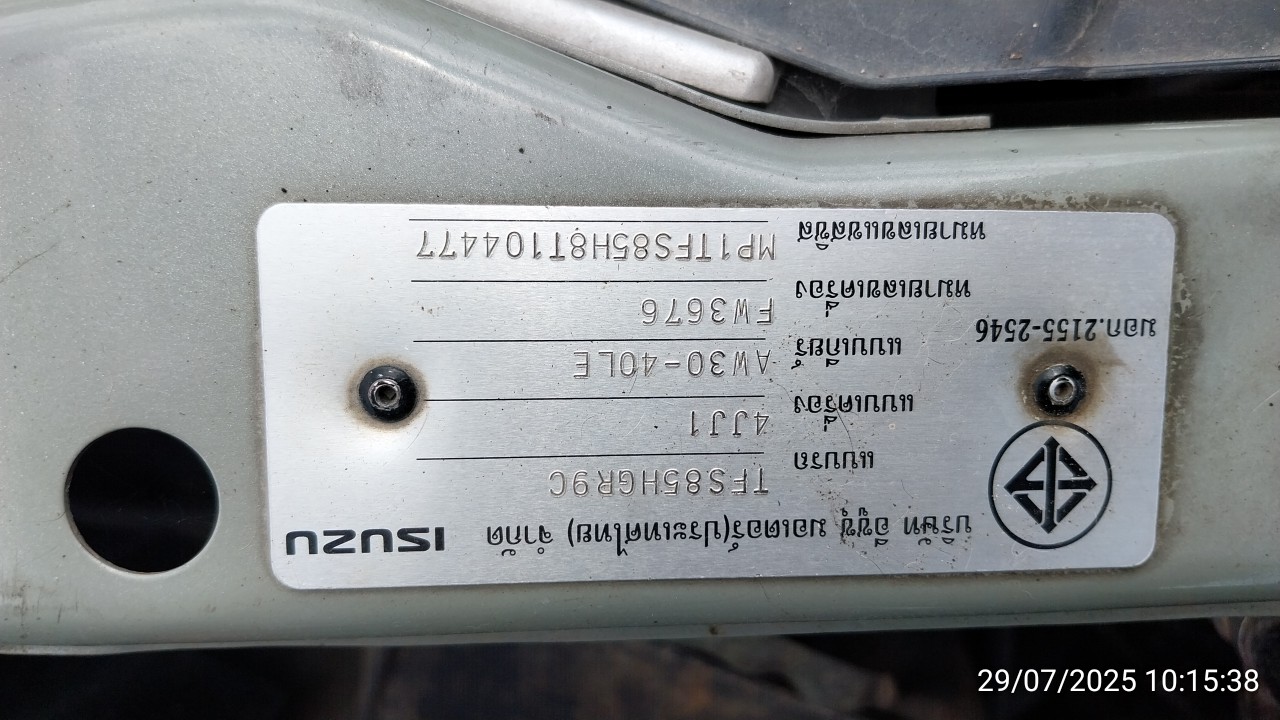 บริษัท อีซูซุ มอเตอร์(ประเทศไทย) จำกัด ISUZU
แบบรถ TFS85HGR9C
แบบเครื่อง 4JJ1
แบบเกียร์ AW30-40LE
หมายเลขเครื่อง FW3676
หมายเลขแชสซีส MP1TFS85H8T104477
มอก.2155-2546
29/07/2025 10:15:38